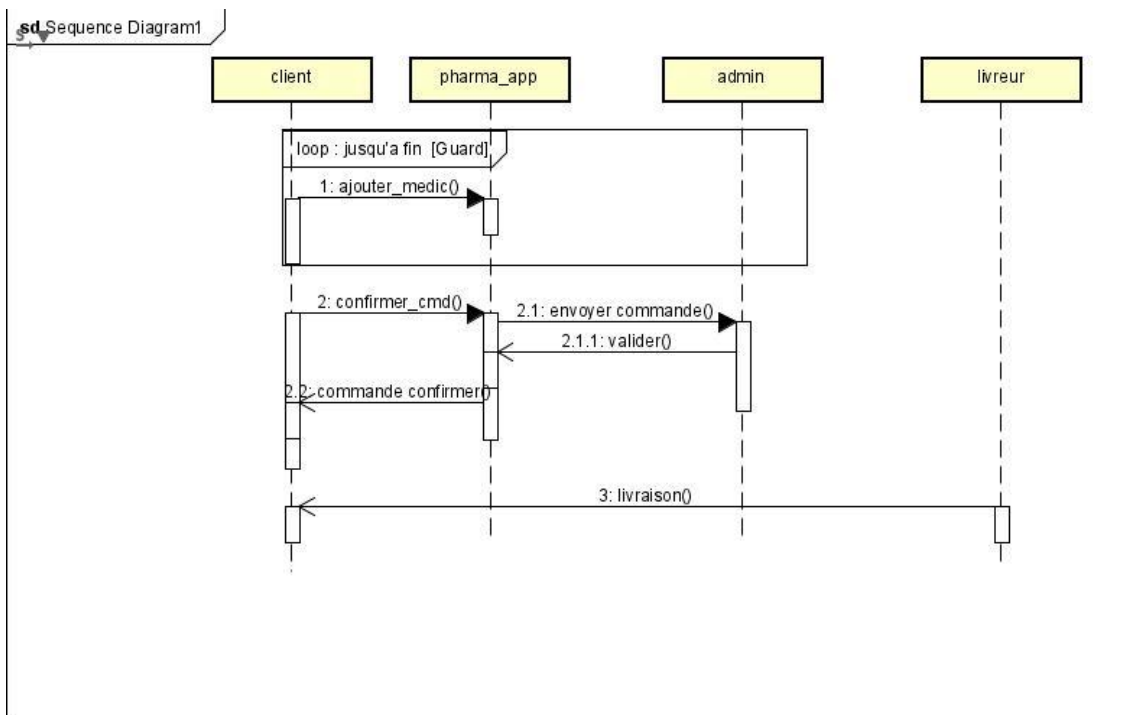 sd Sequence Diagram1
S
client
pharma_app
admin
livreur
loop : jusqu'a fin [Guard]
1: ajouter_medic()
2: confirmer_cmd()
2.1: envoyer commande()
2.1.1: valider()
2.2: commande confirmer()
3: livraison()